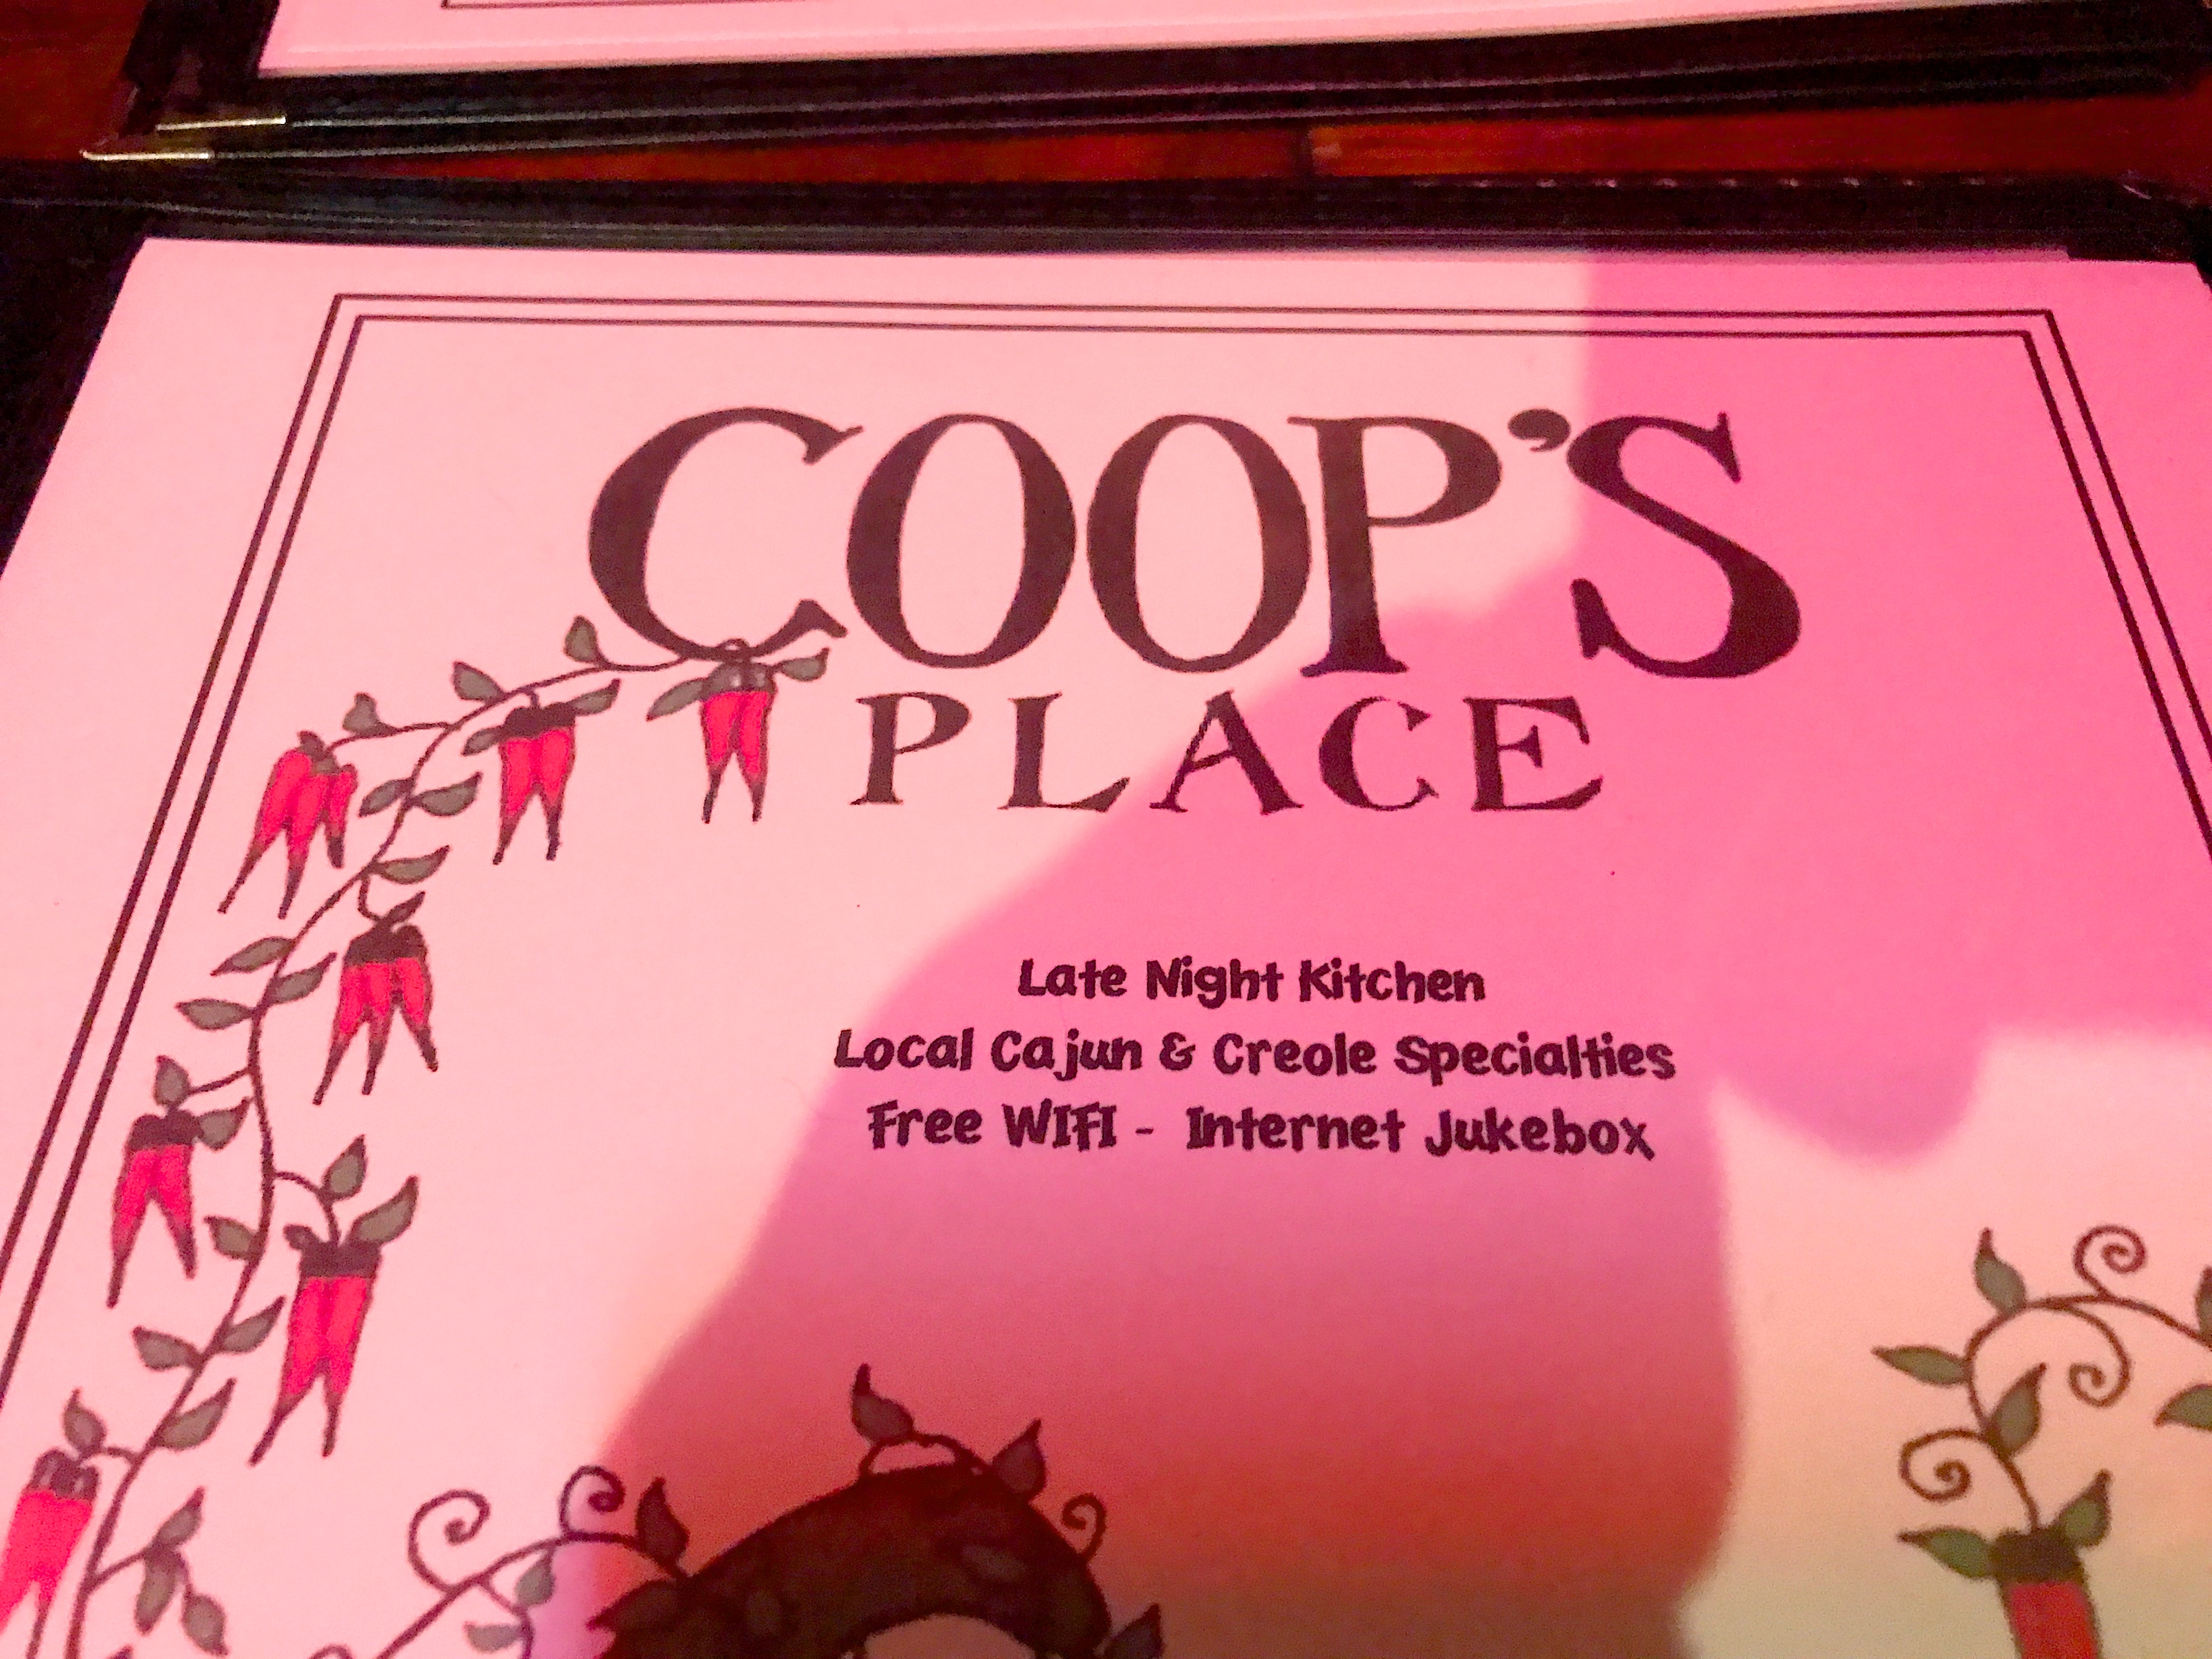 COOP'S
PLACE
Late Night Kitchen
Local Cajun & Creole Specialties
Free WIFI - Internet Jukebox